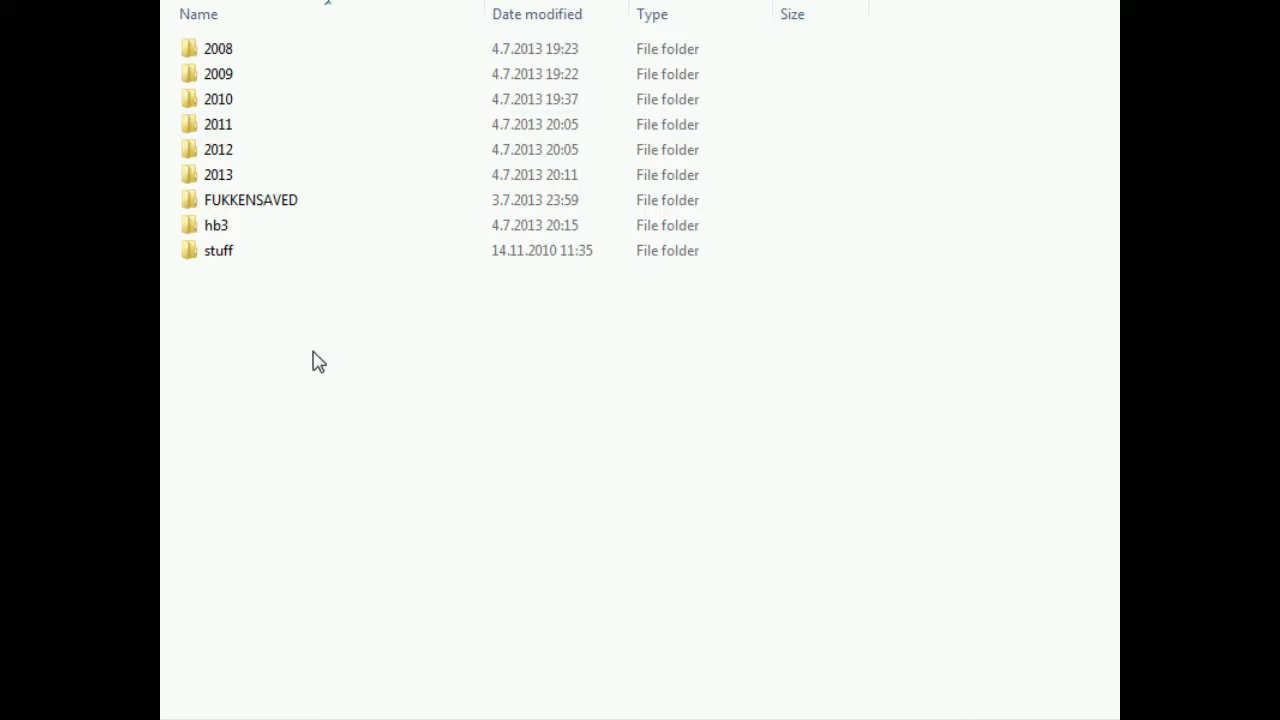 Name Date modified Type Size
2008 4.7.2013 19:23 File folder
2009 4.7.2013 19:22 File folder
2010 4.7.2013 19:37 File folder
2011 4.7.2013 20:05 File folder
2012 4.7.2013 20:05 File folder
2013 4.7.2013 20:11 File folder
FUKKENSAVED 3.7.2013 23:59 File folder
hb3 4.7.2013 20:15 File folder
stuff 14.11.2010 11:35 File folder